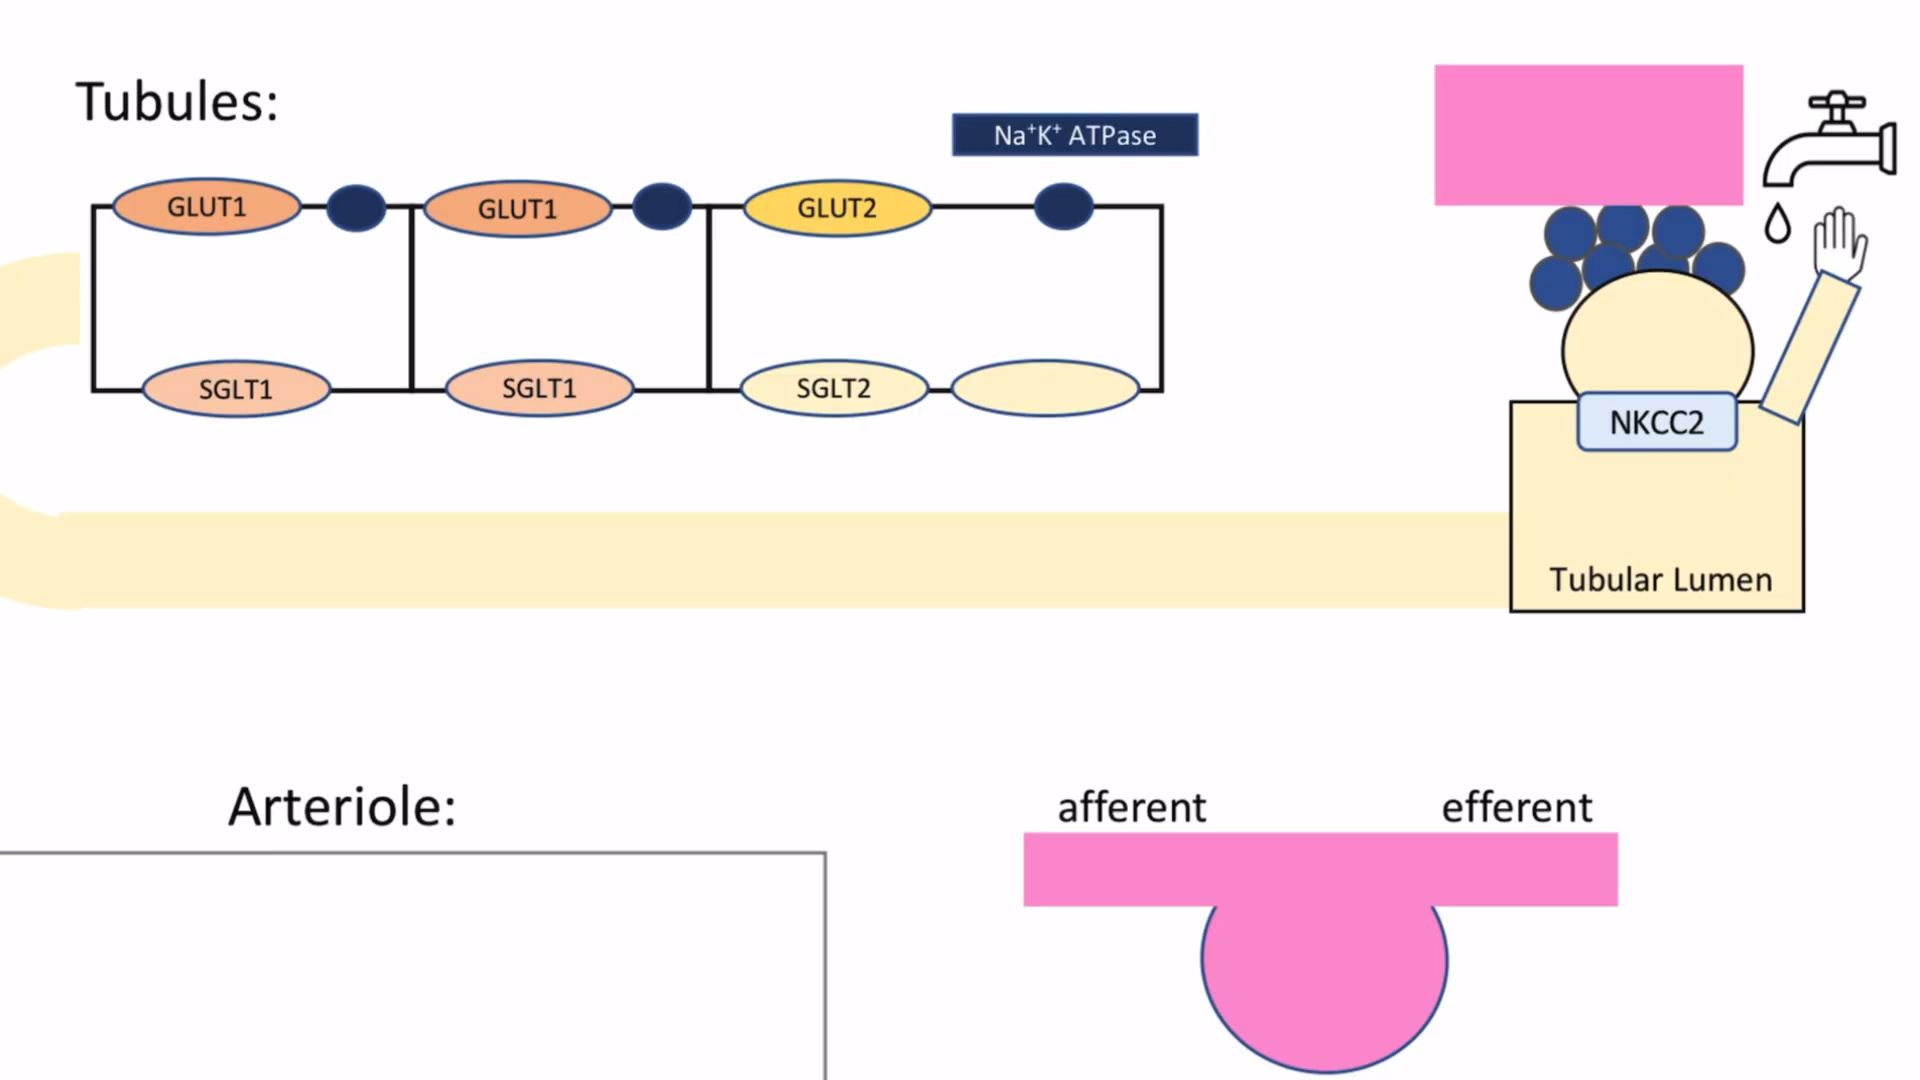 Tubules:
Na⁺K⁺ ATPase
GLUT1
GLUT1
GLUT2
SGLT1
SGLT1
SGLT2
NKCC2
Tubular Lumen
Arteriole:
afferent
efferent